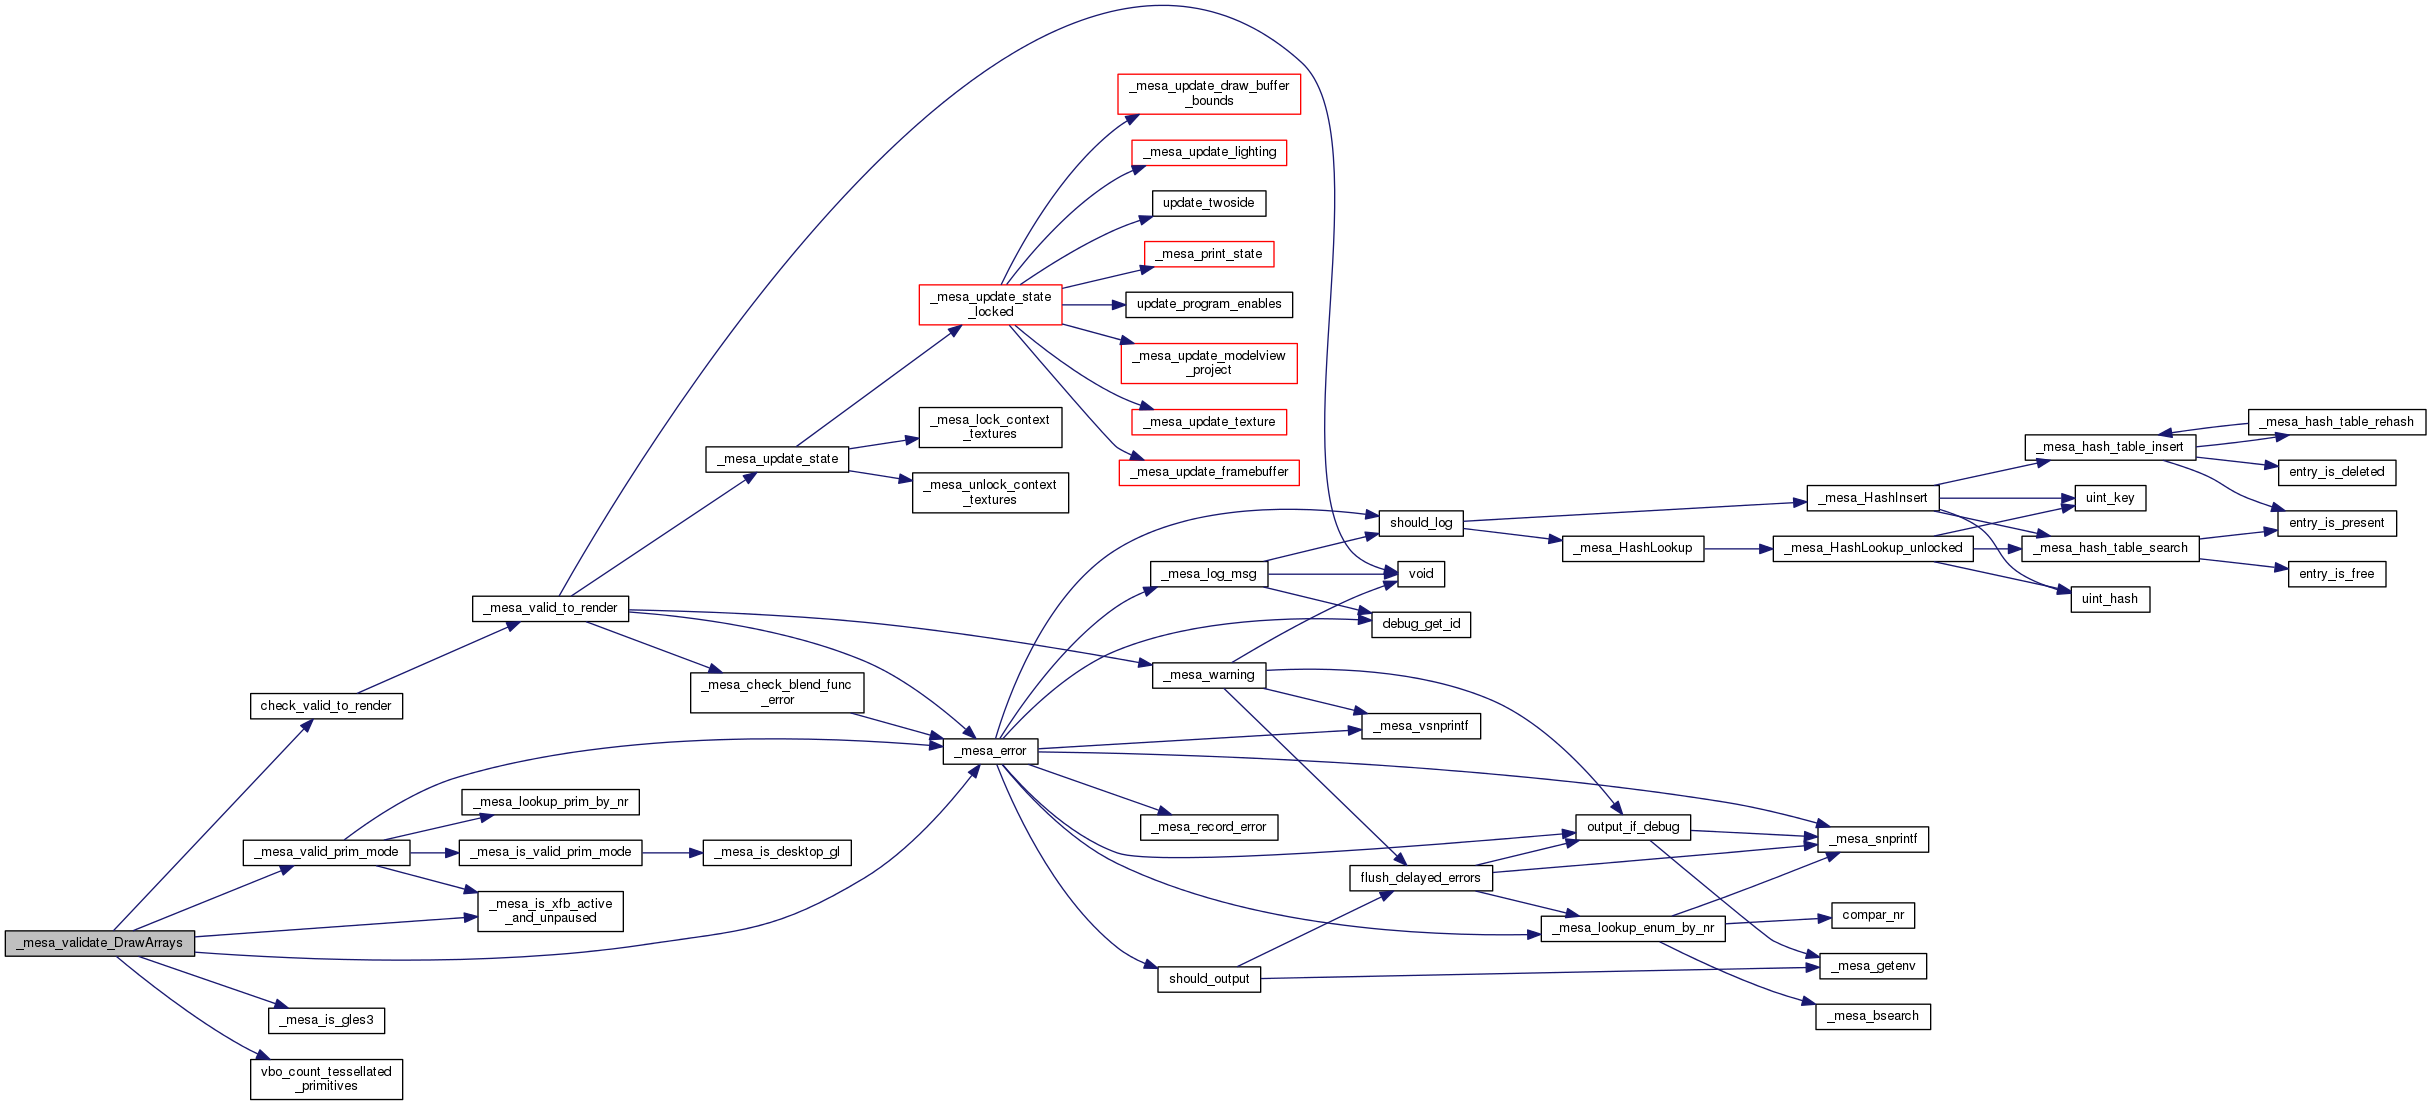 _mesa_validate_DrawArrays
check_valid_to_render
_mesa_valid_prim_mode
_mesa_is_gles3
vbo_count_tessellated
_primitives
_mesa_valid_to_render
_mesa_lookup_prim_by_nr
_mesa_is_valid_prim_mode
_mesa_is_xfb_active
_and_unpaused
_mesa_update_state
_mesa_check_blend_func
_error
_mesa_is_desktop_gl
_mesa_update_state
_locked
_mesa_lock_context
_textures
_mesa_unlock_context
_textures
_mesa_error
_mesa_update_draw_buffer
_bounds
_mesa_update_lighting
update_twoside
_mesa_print_state
update_program_enables
_mesa_update_modelview
_project
_mesa_update_texture
_mesa_update_framebuffer
_mesa_log_msg
_mesa_warning
_mesa_record_error
should_output
should_log
void
debug_get_id
_mesa_vsnprintf
flush_delayed_errors
_mesa_HashLookup
output_if_debug
_mesa_lookup_enum_by_nr
_mesa_HashInsert
_mesa_HashLookup_unlocked
_mesa_snprintf
compar_nr
_mesa_getenv
_mesa_bsearch
_mesa_hash_table_insert
uint_key
_mesa_hash_table_search
uint_hash
_mesa_hash_table_rehash
entry_is_deleted
entry_is_present
entry_is_free